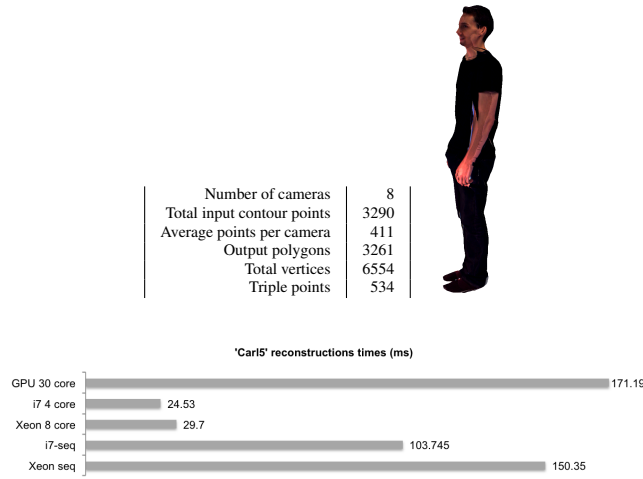 Number of cameras 8
Total input contour points 3290
Average points per camera 411
Output polygons 3261
Total vertices 6554
Triple points 534
'Carl5' reconstructions times (ms)
GPU 30 core 171.19
i7 4 core 24.53
Xeon 8 core 29.7
i7-seq 103.745
Xeon seq 150.35